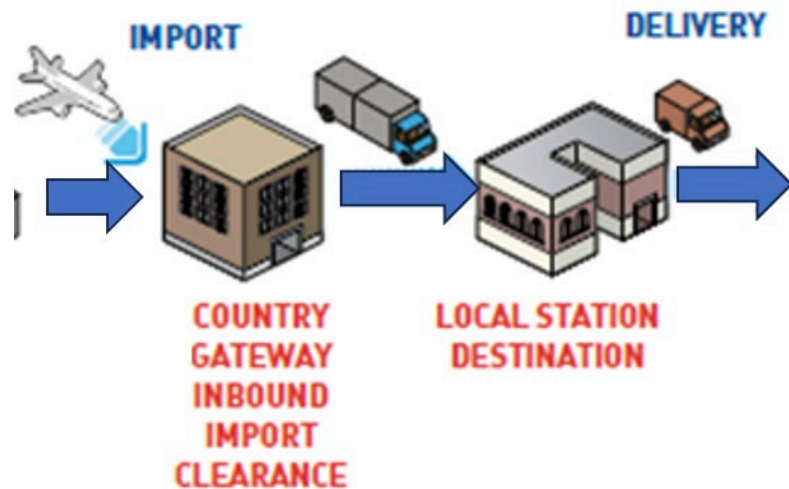 IMPORT
DELIVERY
COUNTRY
GATEWAY
INBOUND
IMPORT
CLEARANCE
LOCAL STATION
DESTINATION